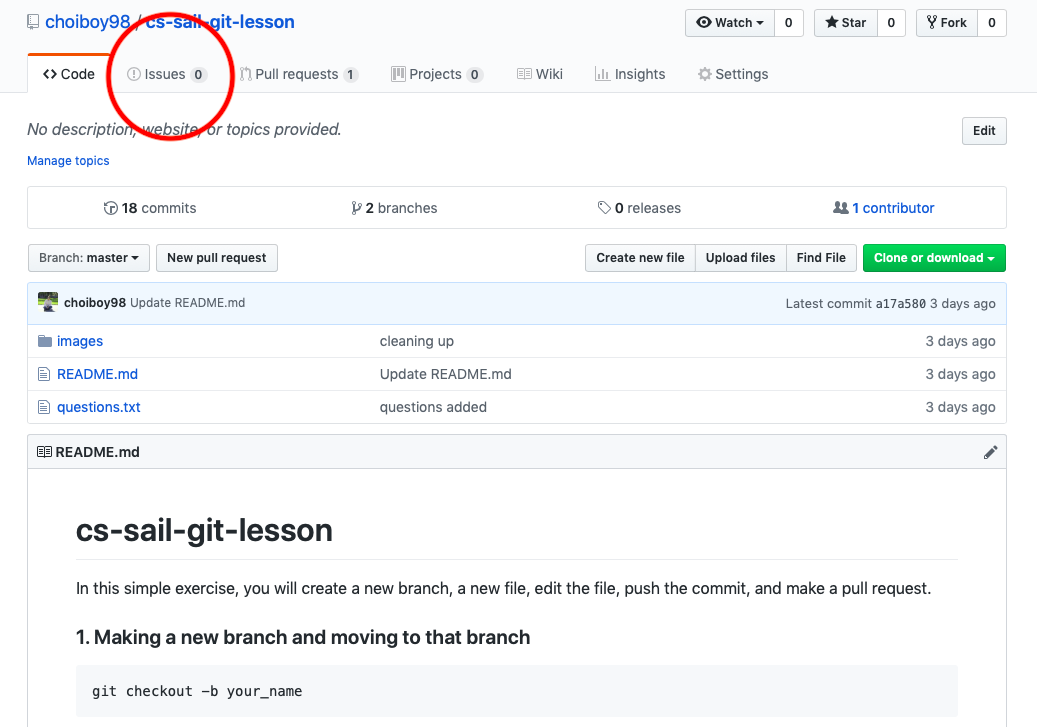 choiboy98 / cs-sail-git-lesson Watch 0 Star 0 Fork 0
Code Issues 0 Pull requests 1 Projects 0 Wiki Insights Settings
No description, website, or topics provided. Edit
Manage topics
18 commits 2 branches 0 releases 1 contributor
Branch: master New pull request Create new file Upload files Find File Clone or download
choiboy98 Update README.md Latest commit a17a580 3 days ago
images cleaning up 3 days ago
README.md Update README.md 3 days ago
questions.txt questions added 3 days ago
README.md
cs-sail-git-lesson
In this simple exercise, you will create a new branch, a new file, edit the file, push the commit, and make a pull request.
1. Making a new branch and moving to that branch
git checkout -b your_name